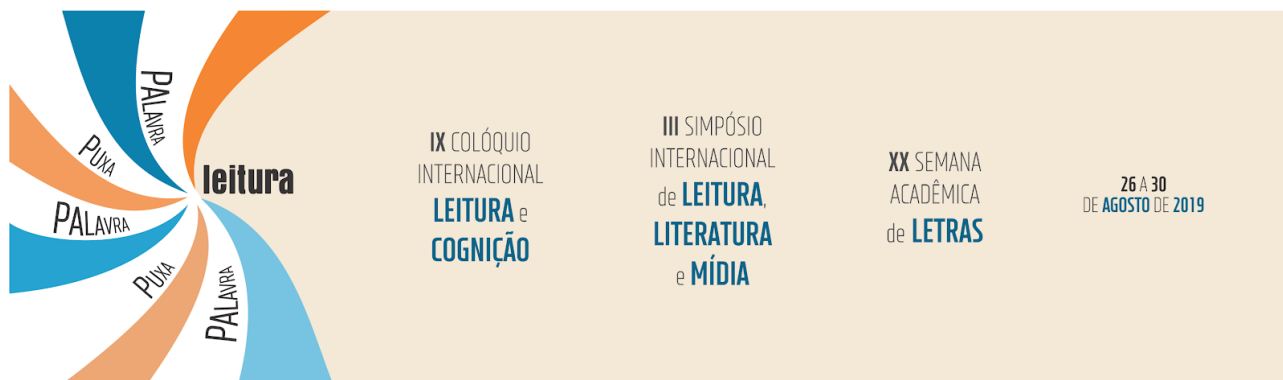 PALAVRA
PUXA
PALAVRA
PUXA
PALAVRA
leitura
IX COLÓQUIO
INTERNACIONAL
LEITURA e
COGNIÇÃO
III SIMPÓSIO
INTERNACIONAL
de LEITURA,
LITERATURA
e MÍDIA
XX SEMANA
ACADÊMICA
de LETRAS
26 A 30
DE AGOSTO DE 2019